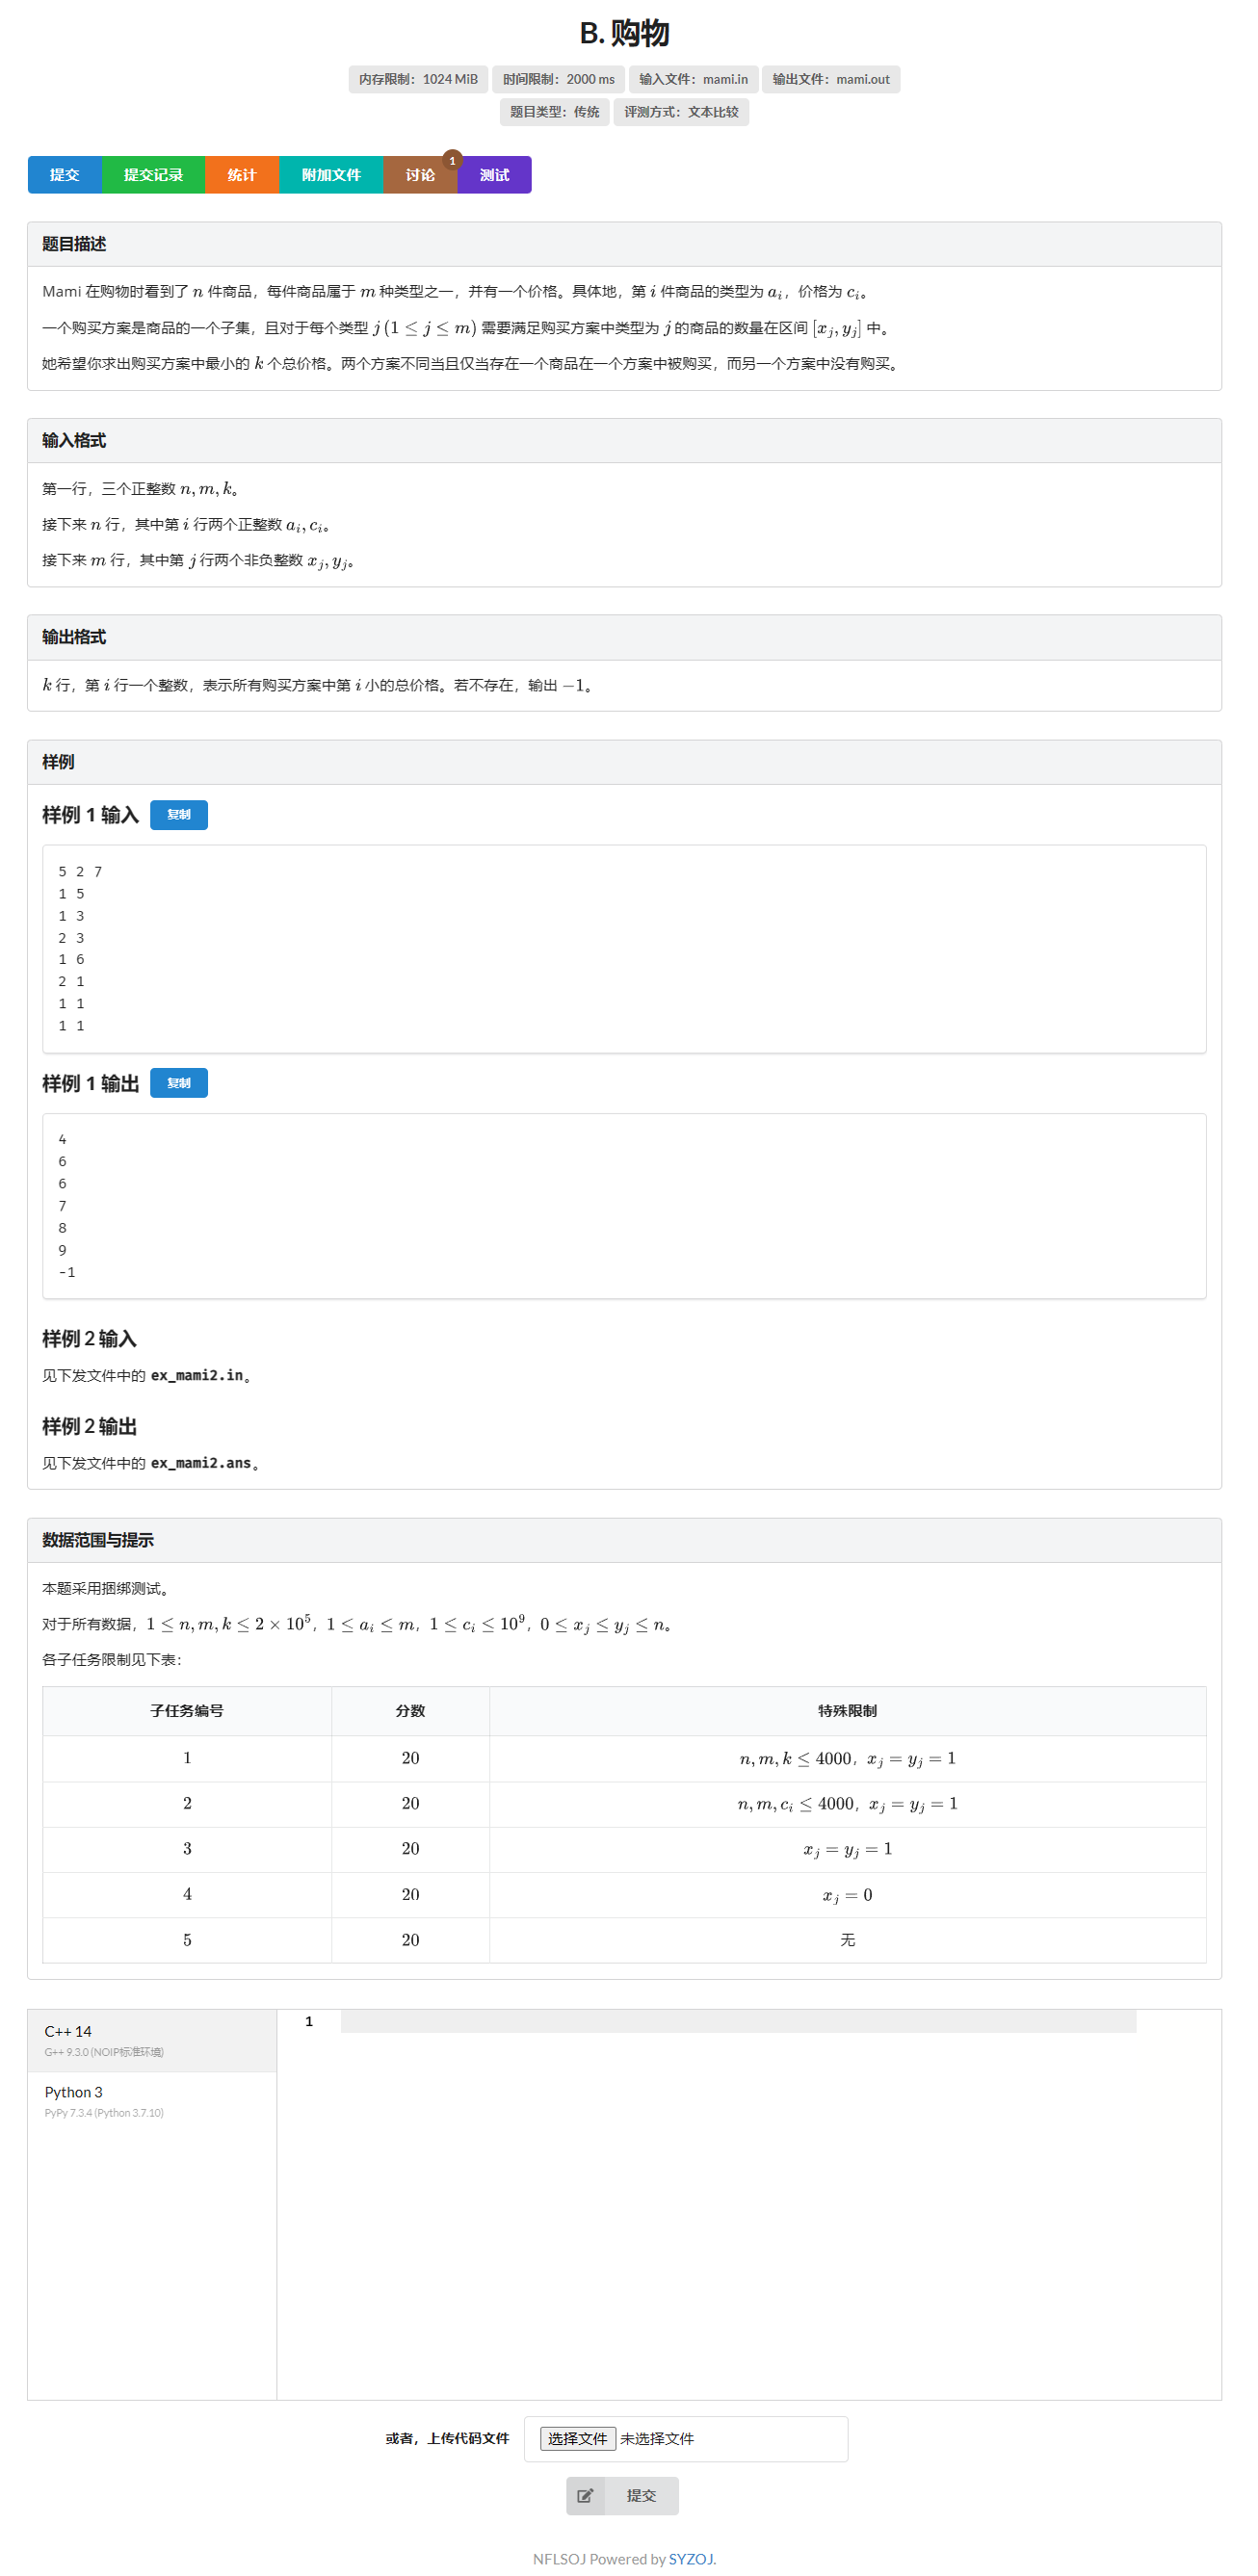 B. 购物
内存限制：1024 MiB
时间限制：2000 ms
输入文件：mami.in
输出文件：mami.out
题目类型：传统
评测方式：文本比较
提交
提交记录
统计
附加文件
讨论
1
测试
题目描述
Mami 在购物时看到了 n 件商品，每件商品属于 m 种类型之一，并有一个价格。具体地，第 i 件商品的类型为 a_i，价格为 c_i。
一个购买方案是商品的一个子集，且对于每个类型 j (1 ≤ j ≤ m) 需要满足购买方案中类型为 j 的商品的数量在区间 [x_j, y_j] 中。
她希望你求出购买方案中最小的 k 个总价格。两个方案不同当且仅当存在一个商品在一个方案中被购买，而另一个方案中没有购买。
输入格式
第一行，三个正整数 n, m, k。
接下来 n 行，其中第 i 行两个正整数 a_i, c_i。
接下来 m 行，其中第 j 行两个非负整数 x_j, y_j。
输出格式
k 行，第 i 行一个整数，表示所有购买方案中第 i 小的总价格。若不存在，输出 −1。
样例
样例 1 输入
复制
5 2 7
1 5
1 3
2 3
1 6
2 1
1 1
1 1
样例 1 输出
复制
4
6
6
7
8
9
-1
样例 2 输入
见下发文件中的 ex_mami2.in。
样例 2 输出
见下发文件中的 ex_mami2.ans。
数据范围与提示
本题采用捆绑测试。
对于所有数据，1 ≤ n, m, k ≤ 2 × 10^5，1 ≤ a_i ≤ m，1 ≤ c_i ≤ 10^9，0 ≤ x_j ≤ y_j ≤ n。
各子任务限制见下表：
子任务编号 分数 特殊限制
1 20 n, m, k ≤ 4000，x_j = y_j = 1
2 20 n, m, c_i ≤ 4000，x_j = y_j = 1
3 20 x_j = y_j = 1
4 20 x_j = 0
5 20 无
C++ 14
G++ 9.3.0 (NOIP标准环境)
Python 3
PyPy 7.3.4 (Python 3.7.10)
1
或者，上传代码文件
选择文件 未选择文件
提交
NFLSOJ Powered by SYZOJ.